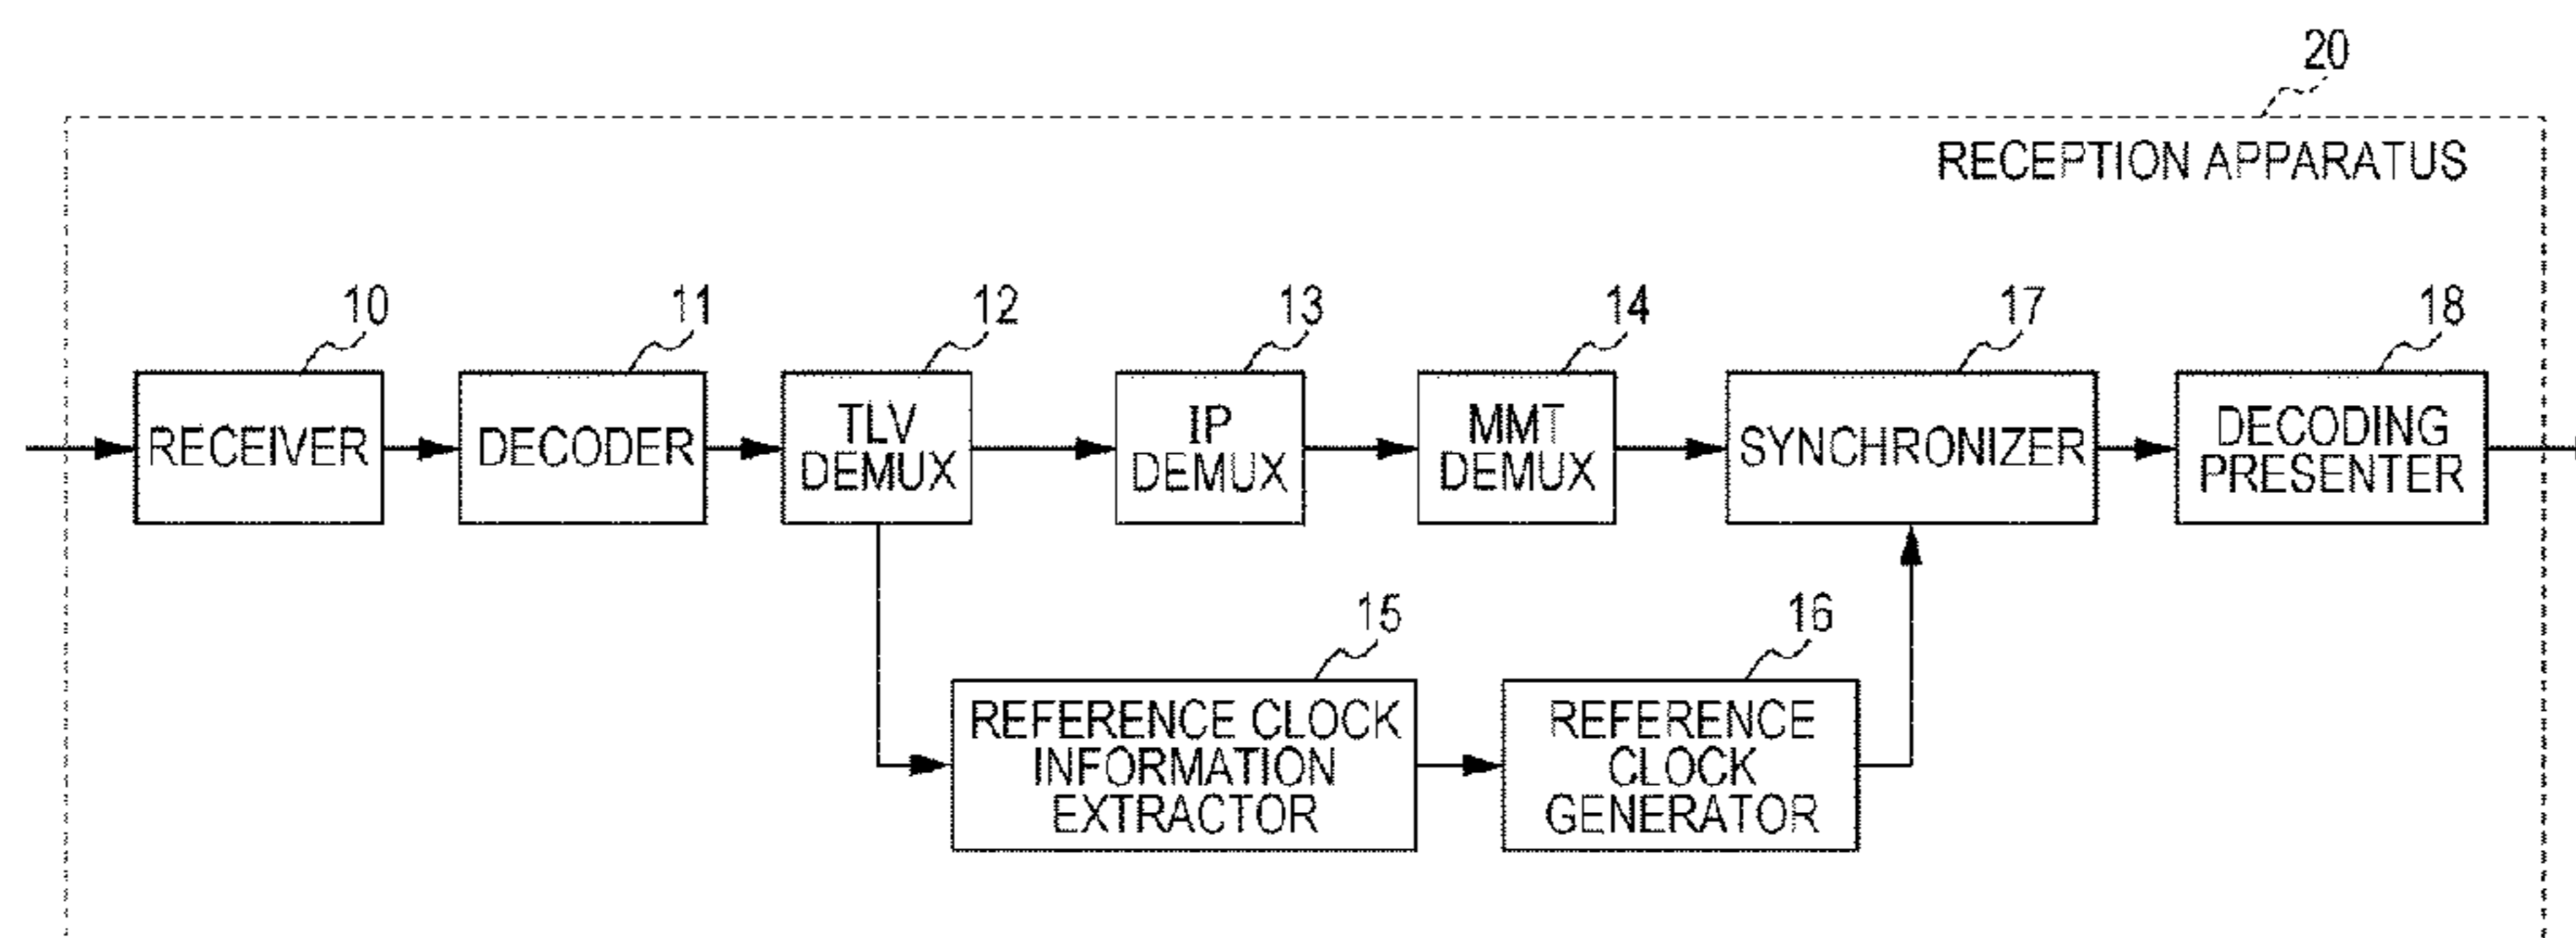 20
RECEPTION APPARATUS
10
11
12
13
14
17
18
RECEIVER
DECODER
TLV
DEMUX
IP
DEMUX
MMT
DEMUX
SYNCHRONIZER
DECODING
PRESENTER
15
16
REFERENCE CLOCK
INFORMATION
EXTRACTOR
REFERENCE
CLOCK
GENERATOR